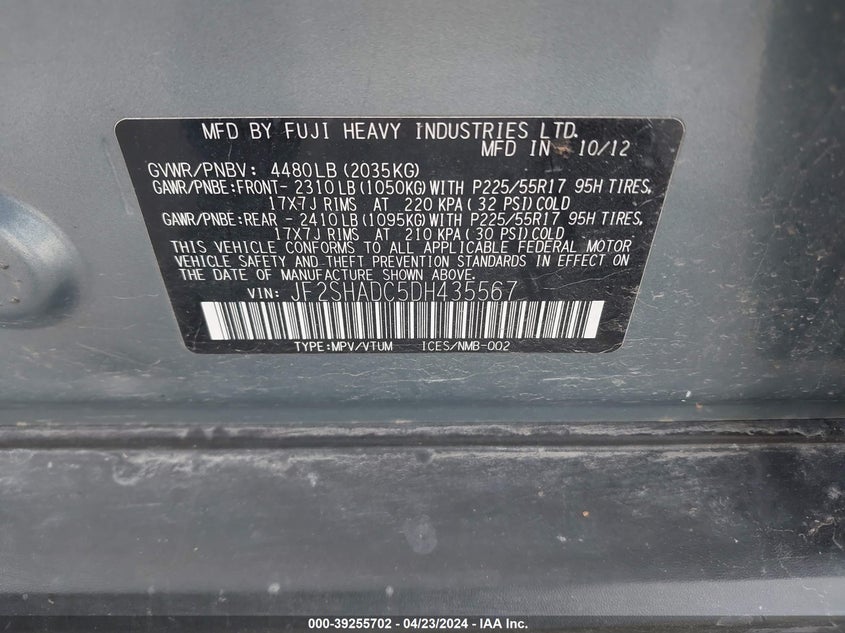 MFD BY FUJI HEAVY INDUSTRIES LTD.
MFD IN 10/12
GVWR/PNBV: 4480LB (2035KG)
GAWR/PNBE:FRONT- 2310 LB (1050KG) WITH P225/55R17 95H TIRES,
17X7J RIMS AT 220 KPA ( 32 PSI) COLD
GAWR/PNBE:REAR - 2410 LB (1095KG) WITH P225/55R17 95H TIRES,
17X7J RIMS AT 210 KPA ( 30 PSI) COLD
THIS VEHICLE CONFORMS TO ALL APPLICABLE FEDERAL MOTOR
VEHICLE SAFETY AND THEFT PREVENTION STANDARDS IN EFFECT ON
THE DATE OF MANUFACTURE SHOWN ABOVE.
VIN: JF2SHADC5DH435567
TYPE:MPV/VTUM ICES/NMB-002
000-39255702 - 04/23/2024 - IAA Inc.